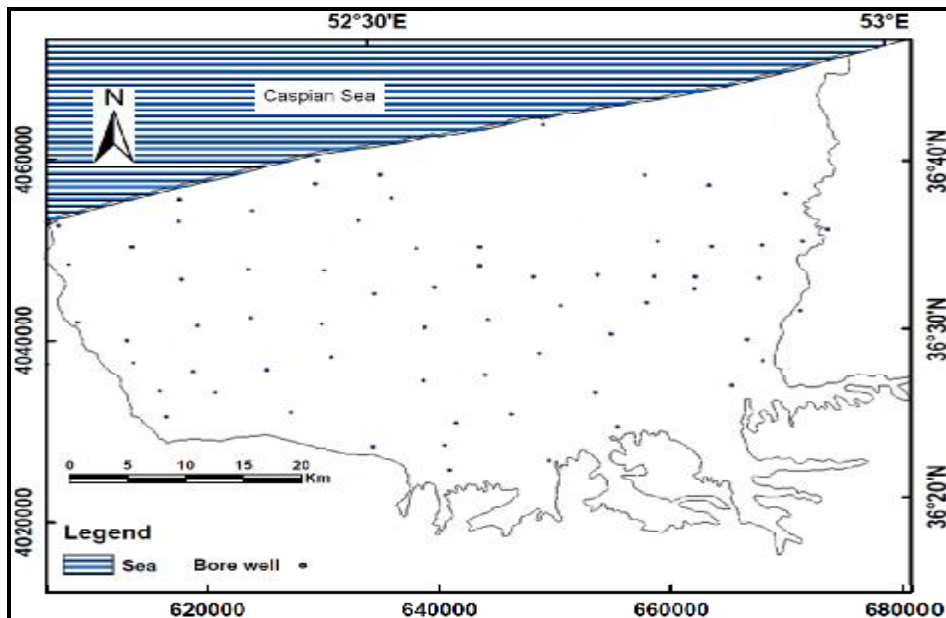 52°30'E 53°E
Caspian Sea
N
4060000
4040000
4020000
36°40'N
36°30'N
36°20'N
0 5 10 15 20
Km
Legend
Sea Bore well
620000 640000 660000 680000